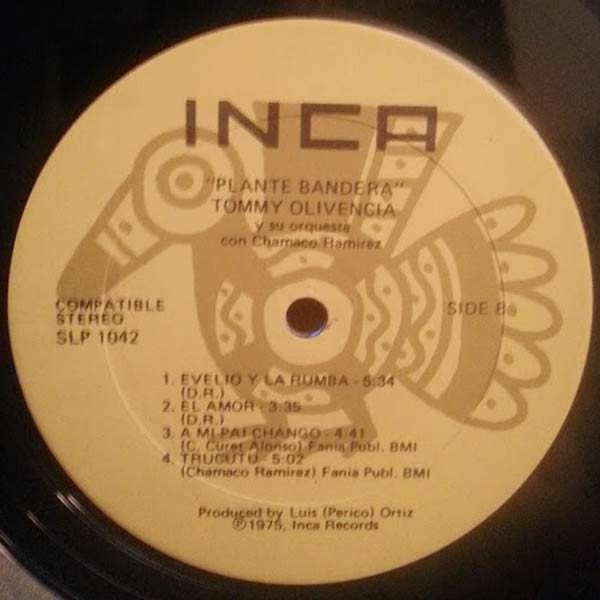 INCA
"PLANTE BANDERA"
TOMMY OLIVENCIA
y su orquesta
con Chamaco Ramirez
COMPATIBLE
STEREO
SLP 1042
SIDE B
1. EVELIO Y LA RUMBA - 5:34
(D.R.)
2. EL AMOR - 3:35
(D.R.)
3. A MI PAI CHANGO - 4:41
(C. Curet Alonso) Fania Publ. BMI
4. TRUCUTU - 5:02
(Chamaco Ramirez) Fania Publ. BMI
Produced by Luis (Perico) Ortiz
℗1975, Inca Records